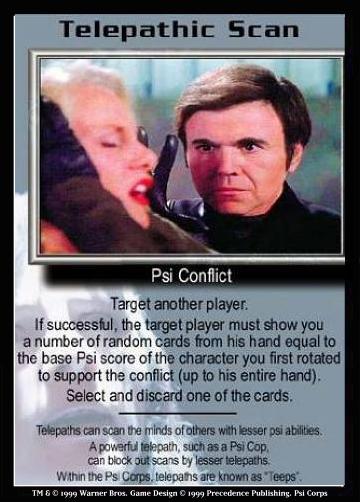 Telepathic Scan
Psi Conflict
Target another player.
If successful, the target player must show you
a number of random cards from his hand equal to
the base Psi score of the character you first rotated
to support the conflict (up to his entire hand).
Select and discard one of the cards.
Telepaths can scan the minds of others with lesser psi abilities.
A powerful telepath, such as a Psi Cop,
can block out scans by lesser telepaths.
Within the Psi Corps, telepaths are known as "Teeps".
TM & © 1999 Warner Bros. Game Design © 1999 Precedence Publishing. Psi Corps